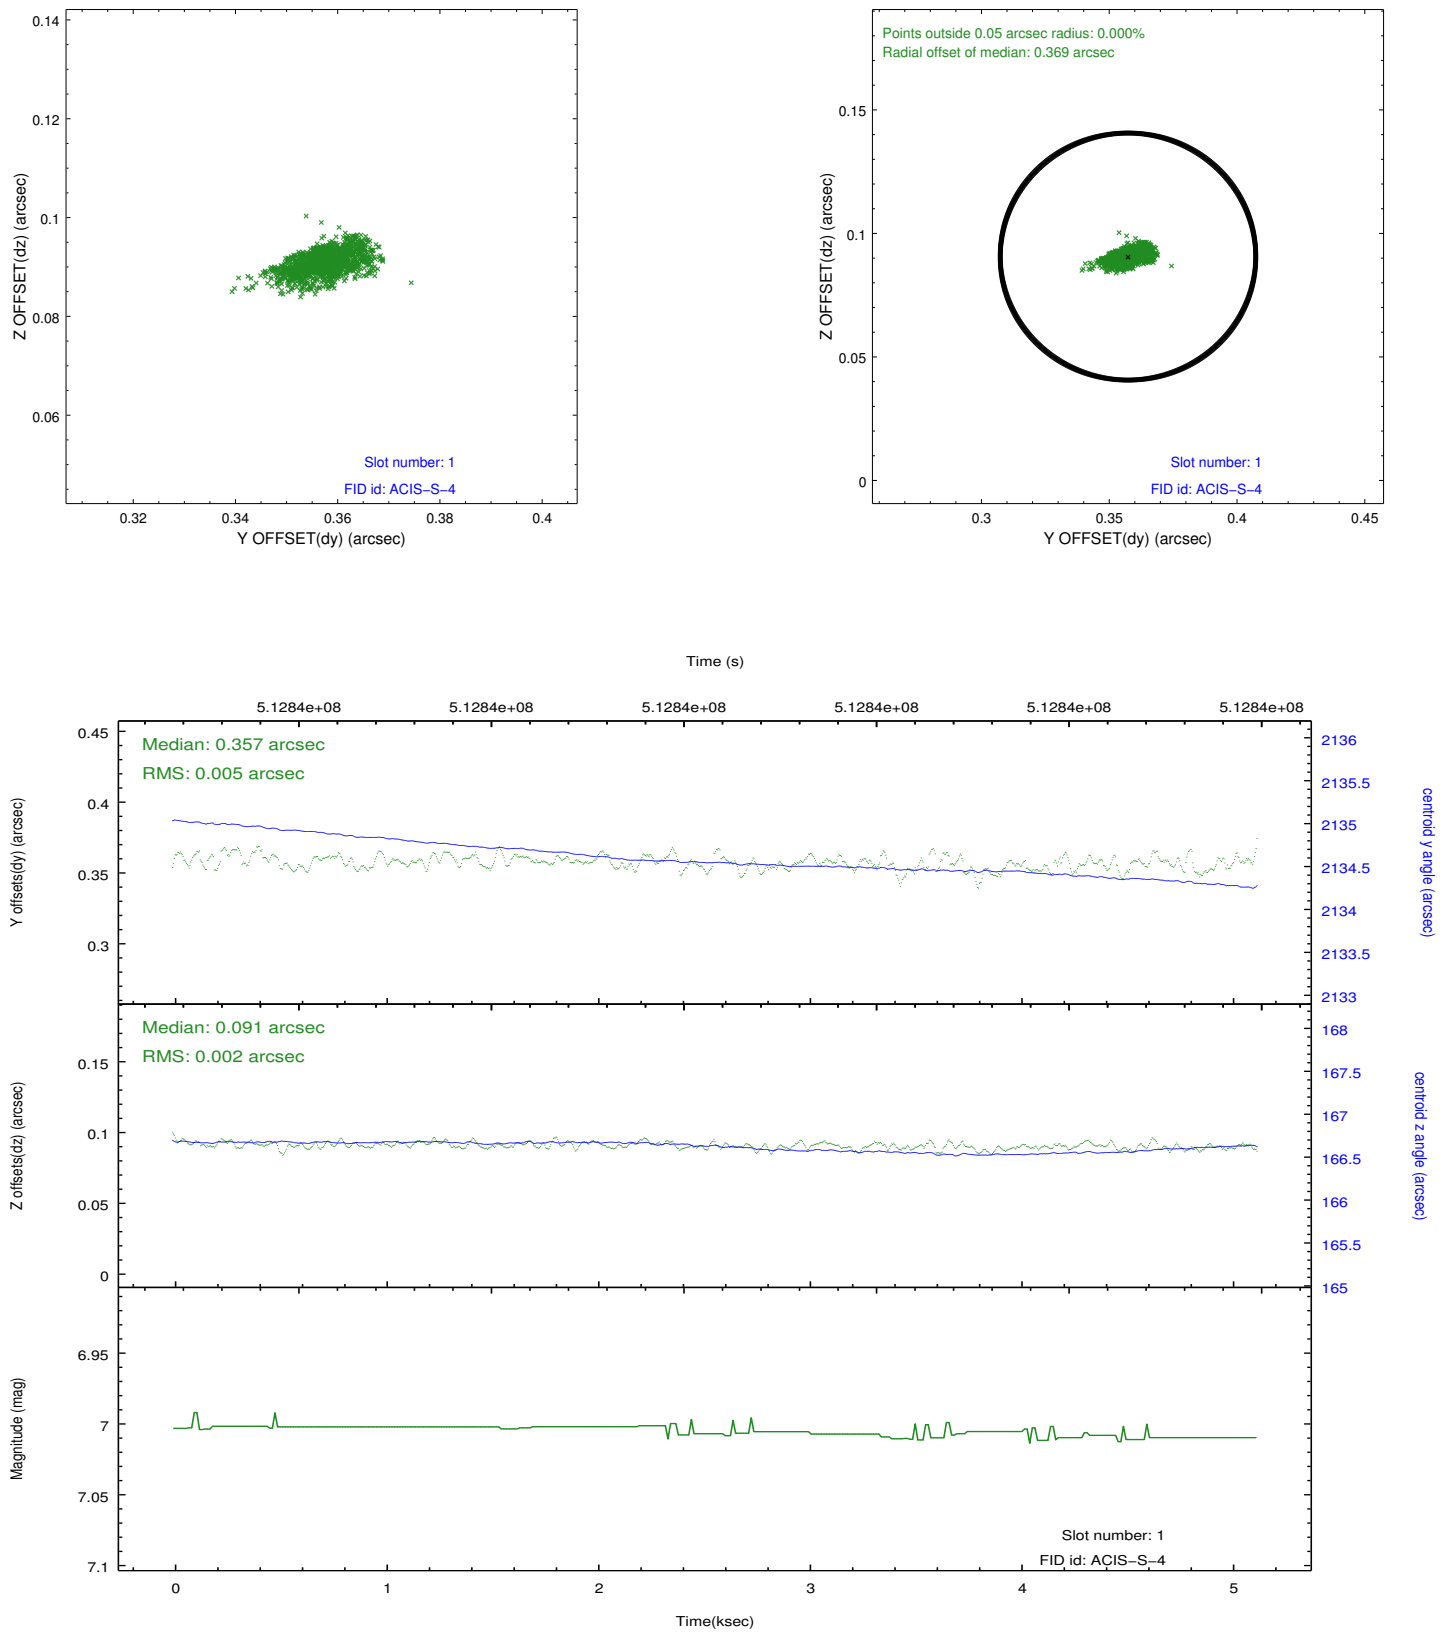 0.14
0.12
0.1
0.08
0.06
Z OFFSET(dz) (arcsec)
Slot number: 1
FID id: ACIS−S−4
0.32 0.34 0.36 0.38 0.4
Y OFFSET(dy) (arcsec)
Points outside 0.05 arcsec radius: 0.000%
Radial offset of median: 0.369 arcsec
0.15
0.1
0.05
0
Z OFFSET(dz) (arcsec)
Slot number: 1
FID id: ACIS−S−4
0.3 0.35 0.4 0.45
Y OFFSET(dy) (arcsec)
Time (s)
5.1284e+08 5.1284e+08 5.1284e+08 5.1284e+08 5.1284e+08 5.1284e+08
Median: 0.357 arcsec
RMS: 0.005 arcsec
0.45
0.4
0.35
0.3
Y offsets(dy) (arcsec)
2136
2135.5
2135
2134.5
2134
2133.5
2133
centroid y angle (arcsec)
Median: 0.091 arcsec
RMS: 0.002 arcsec
0.15
0.1
0.05
0
Z offsets(dz) (arcsec)
168
167.5
167
166.5
166
165.5
165
centroid z angle (arcsec)
6.95
7
7.05
7.1
Magnitude (mag)
Slot number: 1
FID id: ACIS−S−4
0 1 2 3 4 5
Time(ksec)